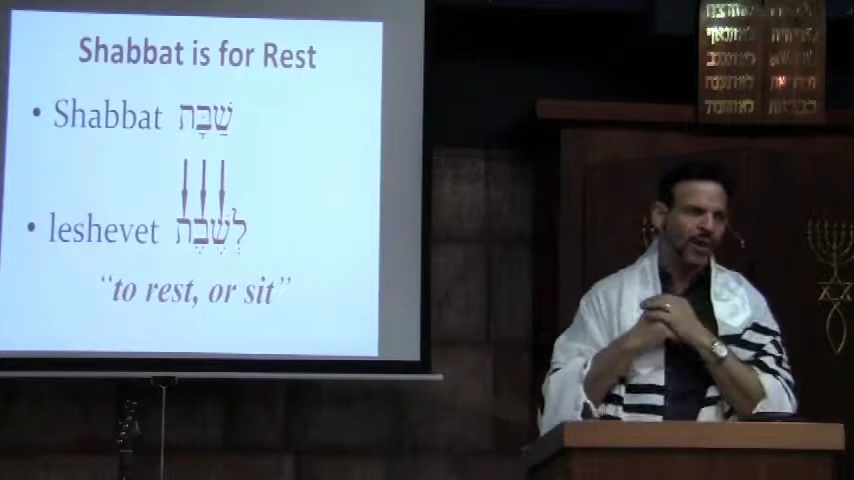 Shabbat is for Rest
• Shabbat שַׁבָּת
• leshevet לְשֶׁבֶת
“to rest, or sit”